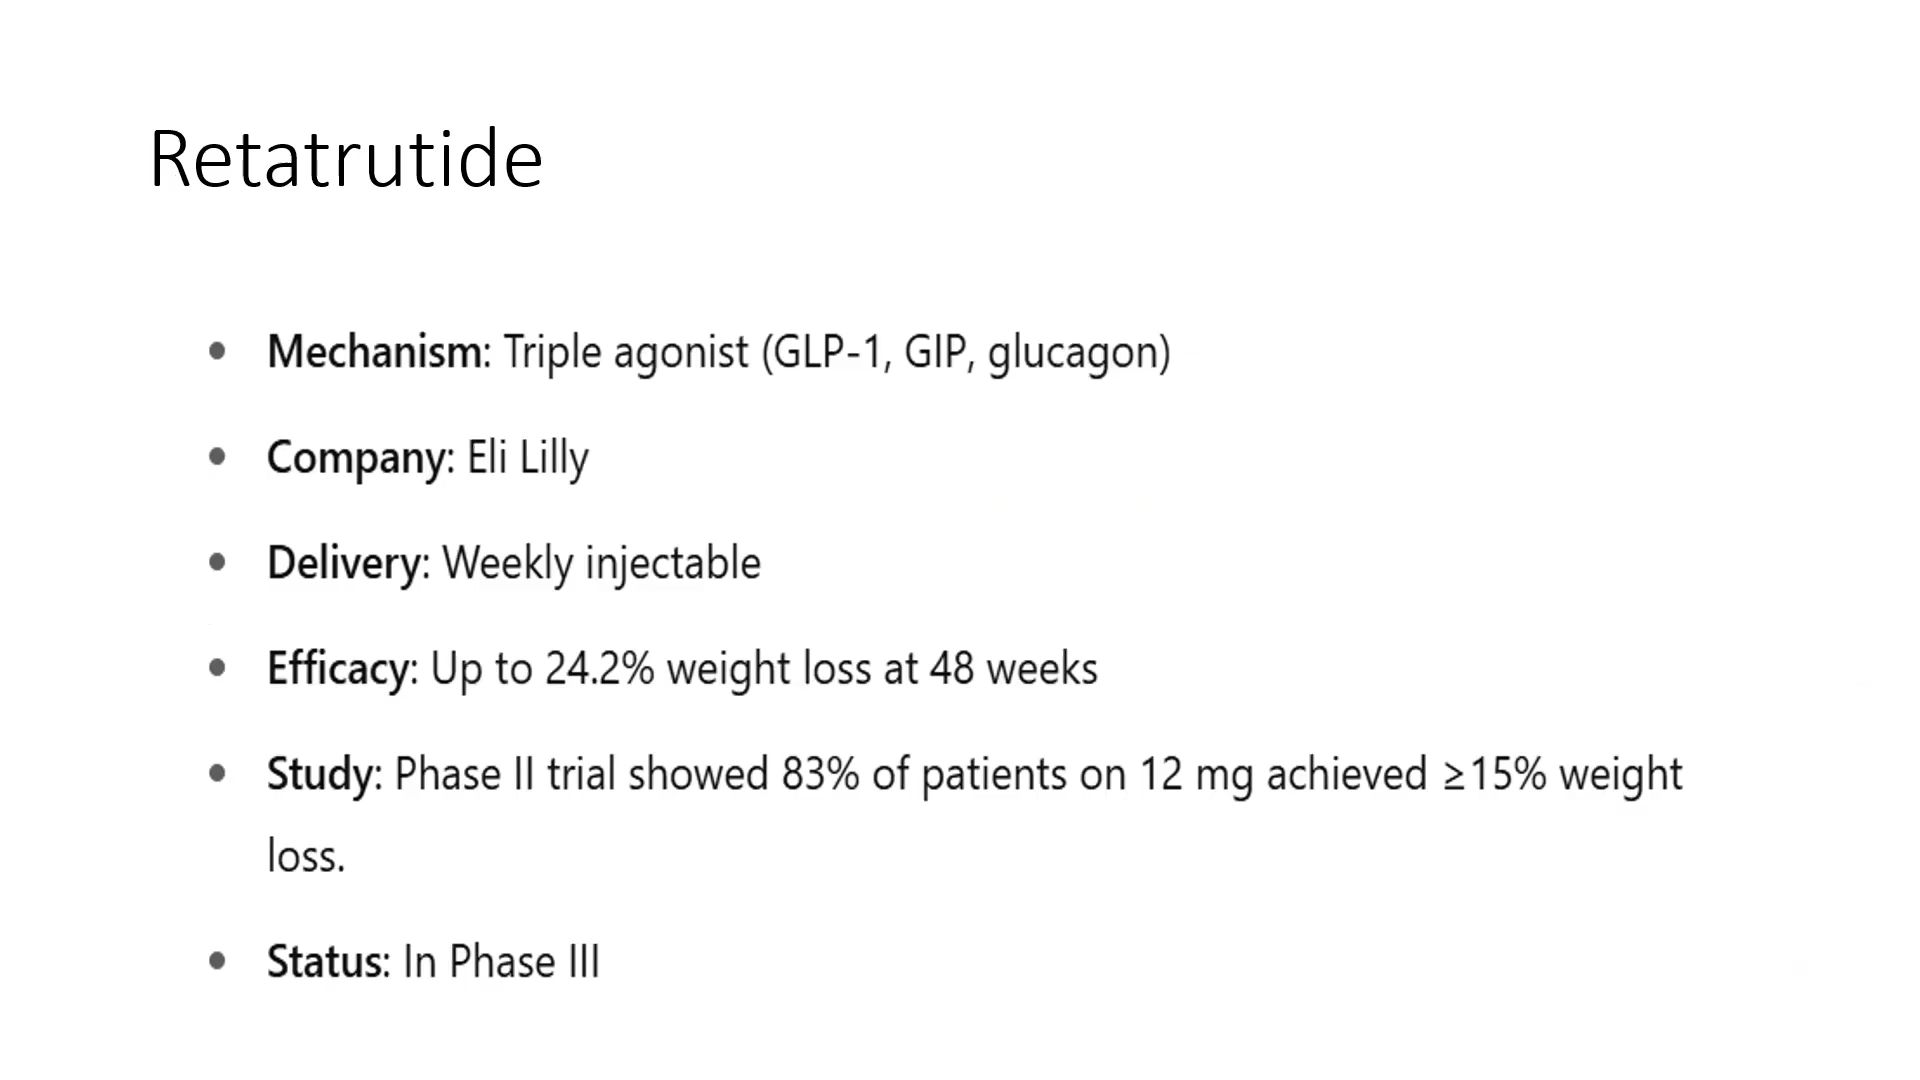 Retatrutide
• Mechanism: Triple agonist (GLP-1, GIP, glucagon)
• Company: Eli Lilly
• Delivery: Weekly injectable
• Efficacy: Up to 24.2% weight loss at 48 weeks
• Study: Phase II trial showed 83% of patients on 12 mg achieved ≥15% weight
loss.
• Status: In Phase III